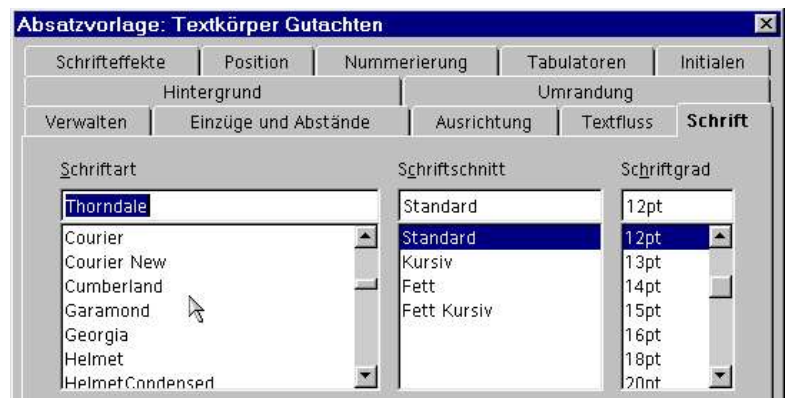 Absatzvorlage: Textkörper Gutachten
Schrifteffekte Position Nummerierung Tabulatoren Initialen
Hintergrund Umrandung
Verwalten Einzüge und Abstände Ausrichtung Textfluss Schrift
Schriftart Schriftschnitt Schriftgrad
Thorndale Standard 12pt
Courier Standard 12pt
Courier New Kursiv 13pt
Cumberland Fett 14pt
Garamond Fett Kursiv 15pt
Georgia 16pt
Helmet 18pt
HelmetCondensed 20pt